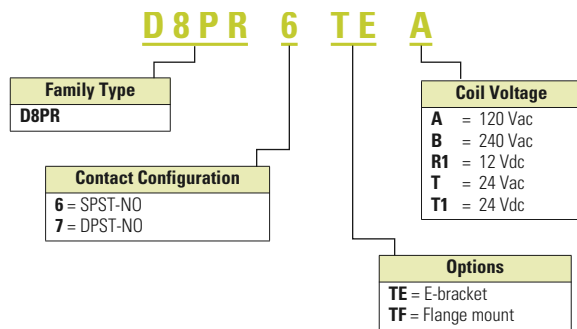 D8PR 6 TE A
Family Type
D8PR
Contact Configuration
6 = SPST-NO
7 = DPST-NO
Coil Voltage
A = 120 Vac
B = 240 Vac
R1 = 12 Vdc
T = 24 Vac
T1 = 24 Vdc
Options
TE = E-bracket
TF = Flange mount